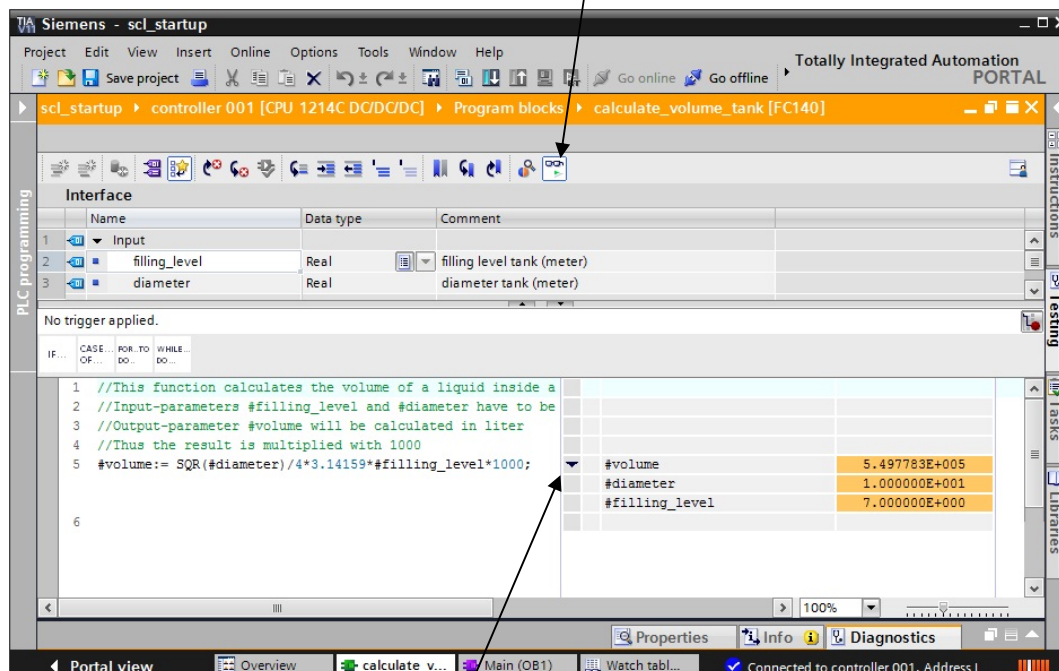 Siemens - scl_startup
Project Edit View Insert Online Options Tools Window Help
Totally Integrated Automation
PORTAL
Save project Go online Go offline
scl_startup controller 001 [CPU 1214C DC/DC/DC] Program blocks calculate_volume_tank [FC140]
PLC programming
Interface
Name Data type Comment
1 Input
2 filling_level Real filling level tank (meter)
3 diameter Real diameter tank (meter)
No trigger applied.
IF... CASE... OF... FOR..TO DO.. WHILE... DO...
1 //This function calculates the volume of a liquid inside a
2 //Input-parameters #filling_level and #diameter have to be
3 //Output-parameter #volume will be calculated in liter
4 //Thus the result is multiplied with 1000
5 #volume:= SQR(#diameter)/4*3.14159*#filling_level*1000; #volume 5.497783E+005
#diameter 1.000000E+001
#filling_level 7.000000E+000
6
100%
Properties Info Diagnostics
Portal view Overview calculate_v... Main (OB1) Watch tabl... Connected to controller 001, Address I
Instructions
Testing
Tasks
Libraries